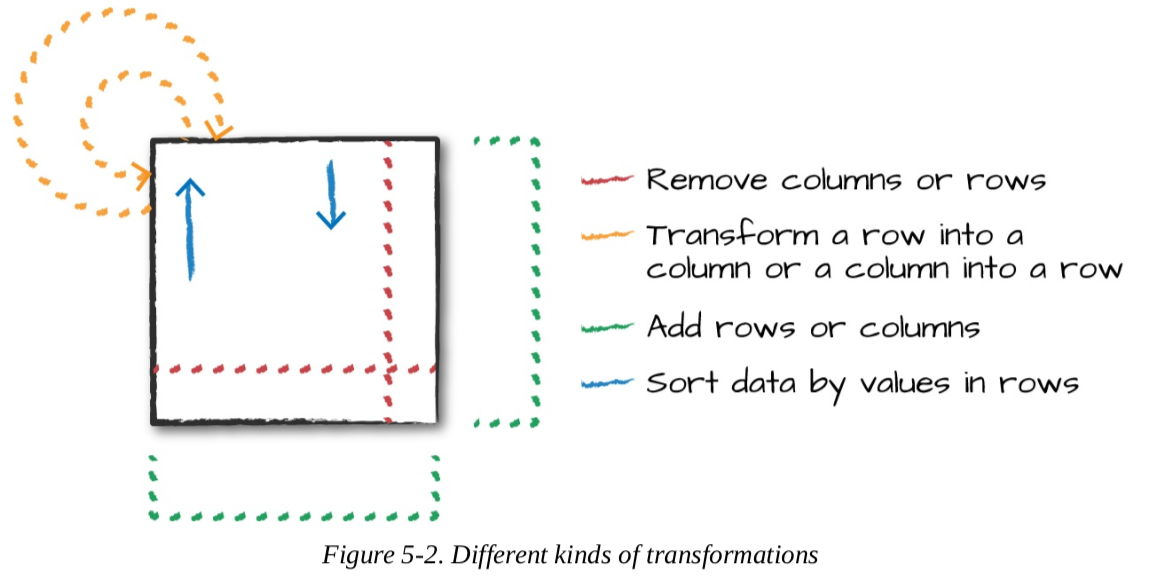 Remove columns or rows
Transform a row into a
column or a column into a row
Add rows or columns
Sort data by values in rows
Figure 5-2. Different kinds of transformations